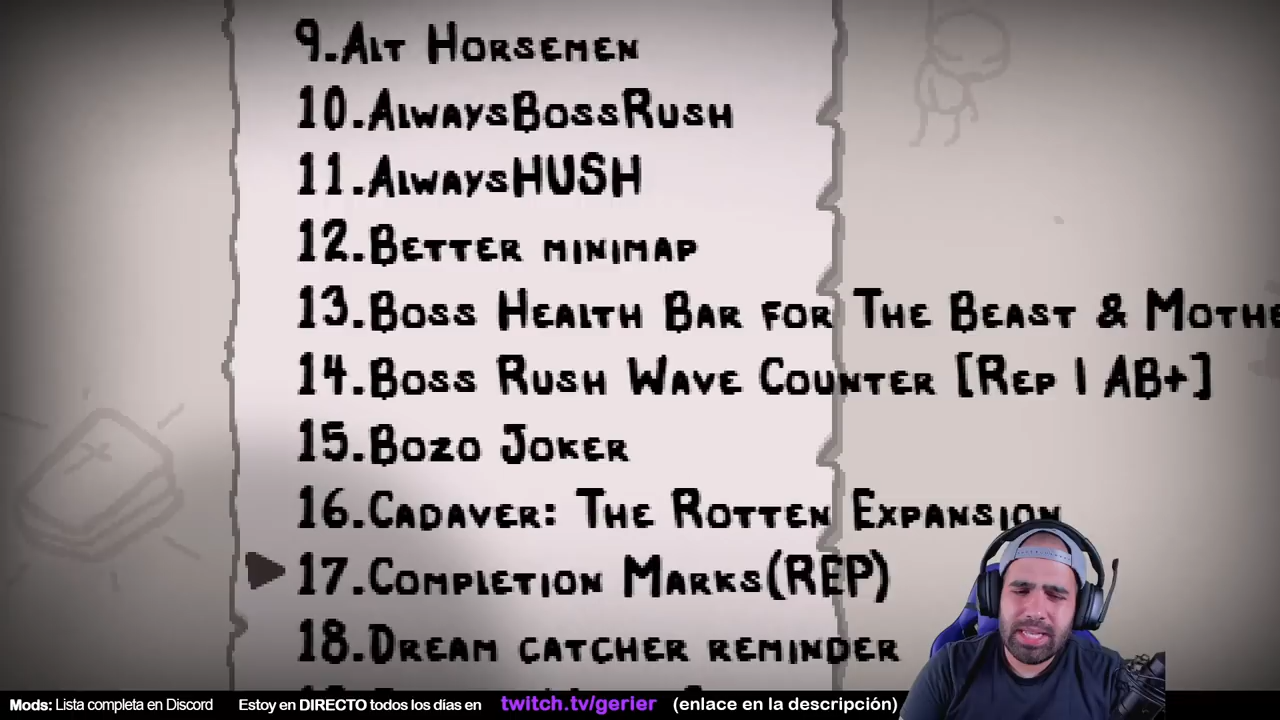 9.Alt Horsemen
10.AlwaysBossRush
11.AlwaysHUSH
12.Better minimap
13.Boss Health Bar for The Beast & Mothe
14.Boss Rush Wave Counter [Rep | AB+]
15.Bozo Joker
16.Cadaver: The Rotten Expansion
17.Completion Marks(REP)
18.Dream catcher reminder
Mods: Lista completa en Discord Estoy en DIRECTO todos los días en twitch.tv/gerier (enlace en la descripción)